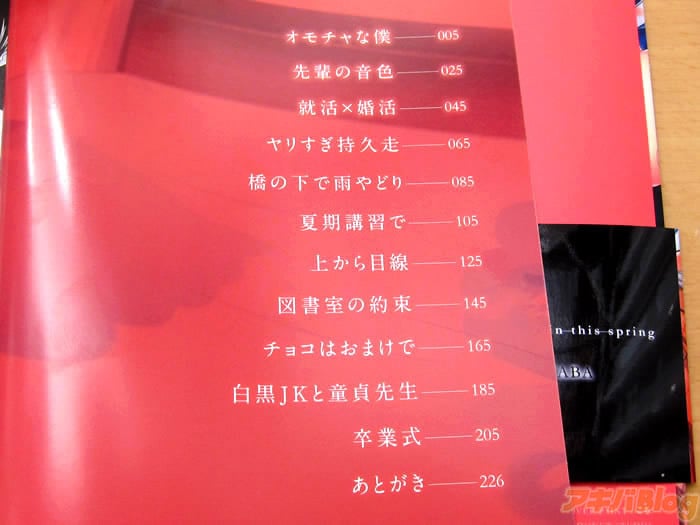 オモチャな僕――005
先輩の音色――025
就活×婚活――045
ヤリすぎ持久走――065
橋の下で雨やどり――085
夏期講習で――105
上から目線――125
図書室の約束――145
チョコはおまけで――165
白黒JKと童貞先生――185
卒業式――205
あとがき――226
n this spring
ABA
アキバBlog